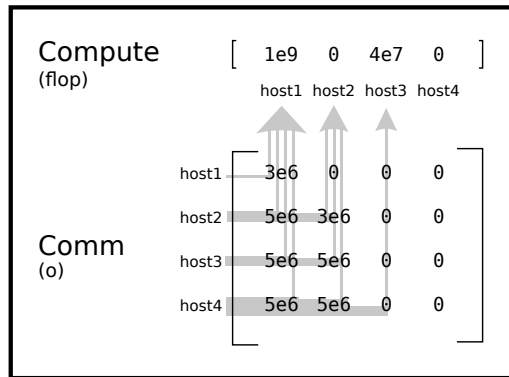 Compute [ 1e9 0 4e7 0 ]
(flop)
host1 host2 host3 host4
host1 3e6 0 0 0
host2 5e6 3e6 0 0
Comm
(o)
host3 5e6 5e6 0 0
host4 5e6 5e6 0 0